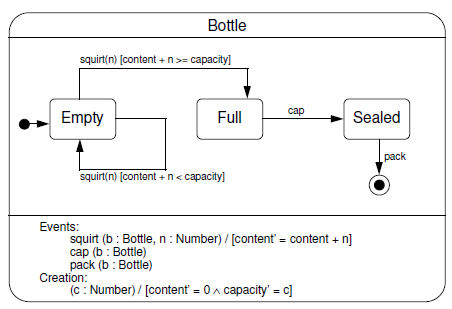 Bottle
squirt(n) [content + n >= capacity]
Empty
Full
cap
Sealed
squirt(n) [content + n < capacity]
pack
Events:
squirt (b : Bottle, n : Number) / [content' = content + n]
cap (b : Bottle)
pack (b : Bottle)
Creation:
(c : Number) / [content' = 0 ∧ capacity' = c]